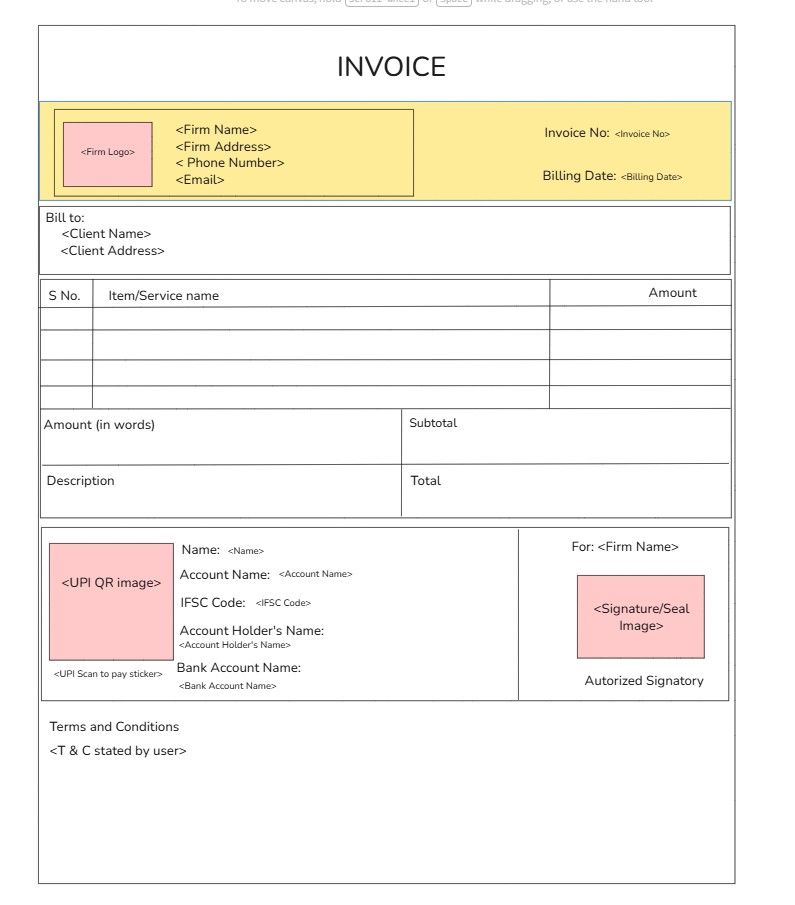 To move canvas, hold Scroll wheel or Space while dragging, or use the hand tool
INVOICE
<Firm Logo>
<Firm Name>
<Firm Address>
< Phone Number>
<Email>
Invoice No: <Invoice No>
Billing Date: <Billing Date>
Bill to:
<Client Name>
<Client Address>
S No. Item/Service name Amount
Amount (in words) Subtotal
Description Total
<UPI QR image>
<UPI Scan to pay sticker>
Name: <Name>
Account Name: <Account Name>
IFSC Code: <IFSC Code>
Account Holder's Name:
<Account Holder's Name>
Bank Account Name:
<Bank Account Name>
For: <Firm Name>
<Signature/Seal
Image>
Autorized Signatory
Terms and Conditions
<T & C stated by user>